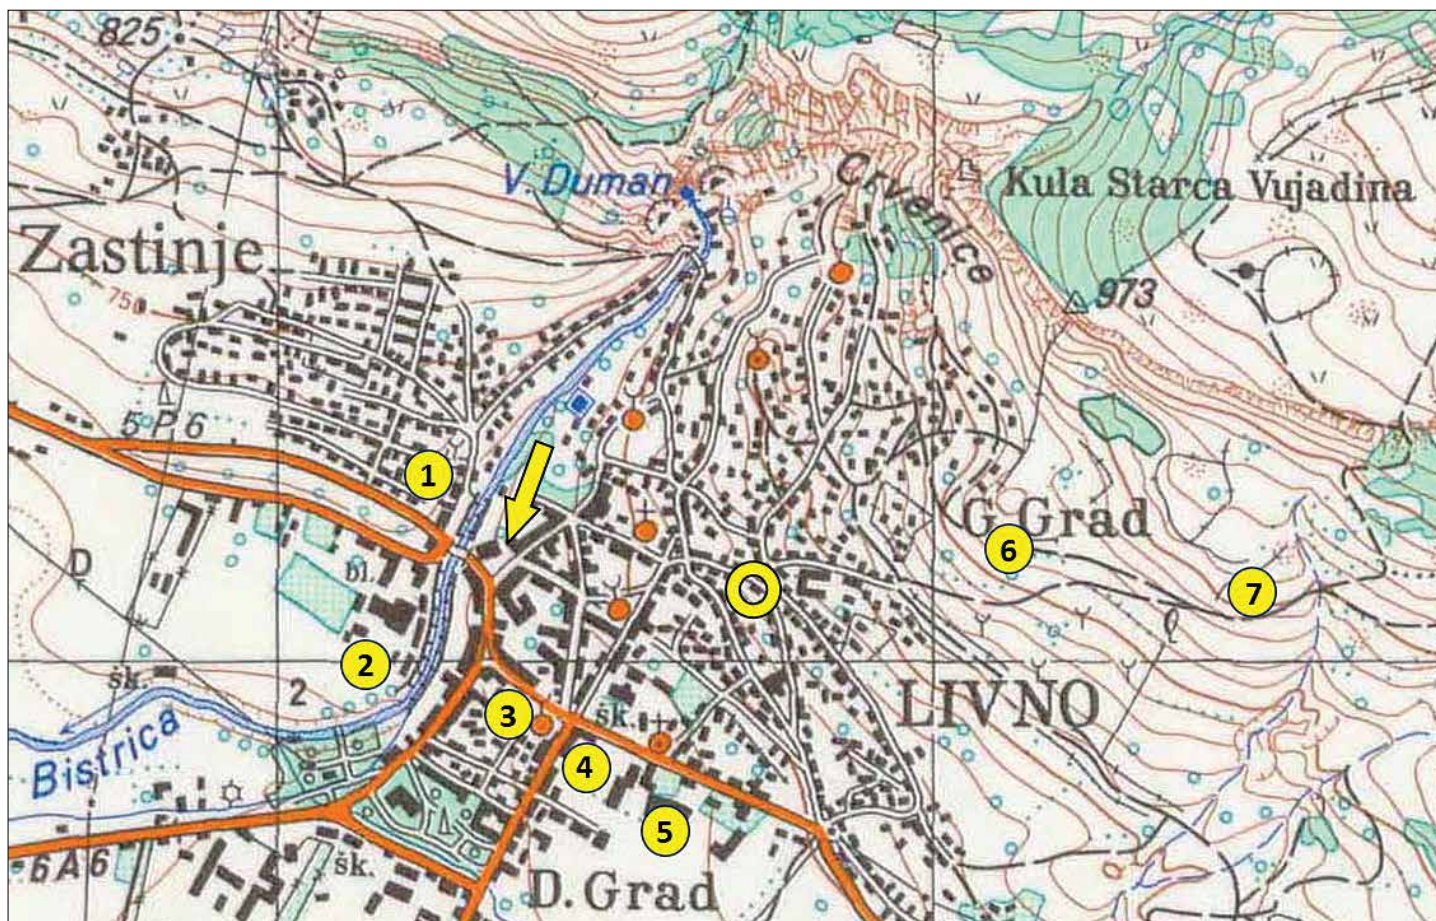 825
V. Duman
Crvenice
Kula Starca Vujadina
Zastinje
973
750
5 P 6
1
G. Grad
6
D
bl.
7
2
šk.
2
LIVNO
3
šk.
Bistrica
4
5
6 A 6
šk.
D. Grad